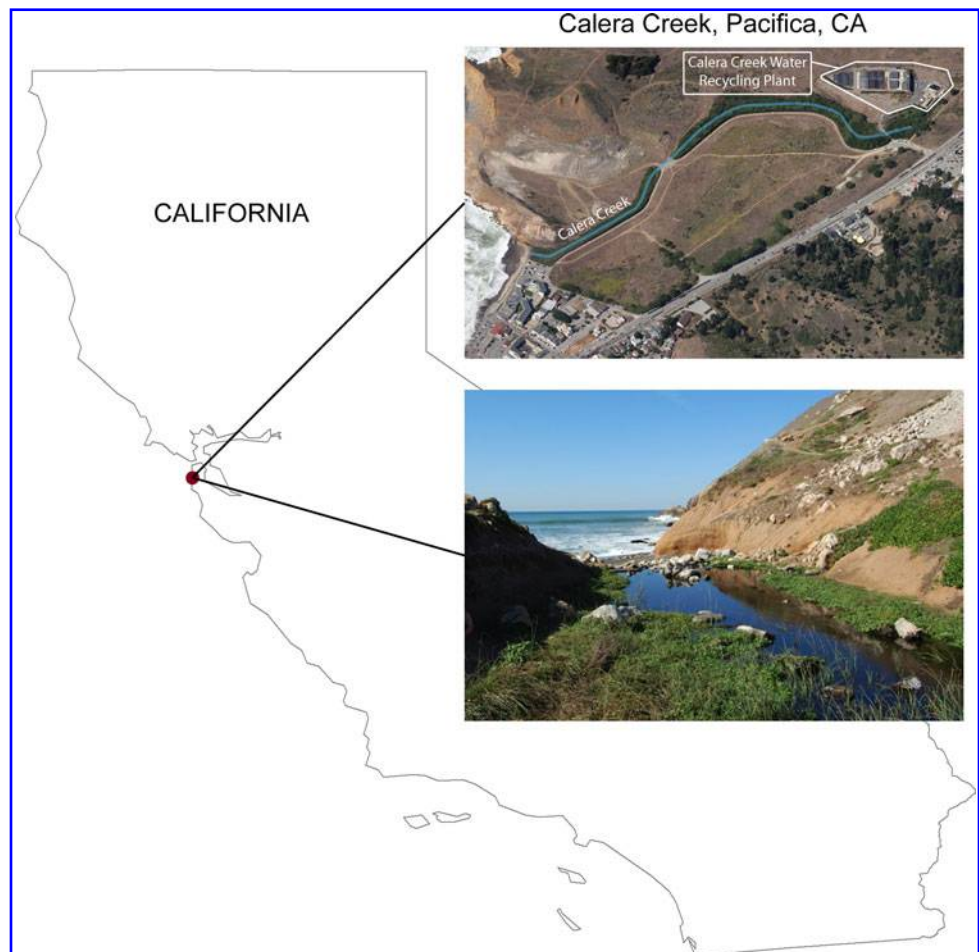 Calera Creek, Pacifica, CA
Calera Creek Water
Recycling Plant
Calera Creek
CALIFORNIA